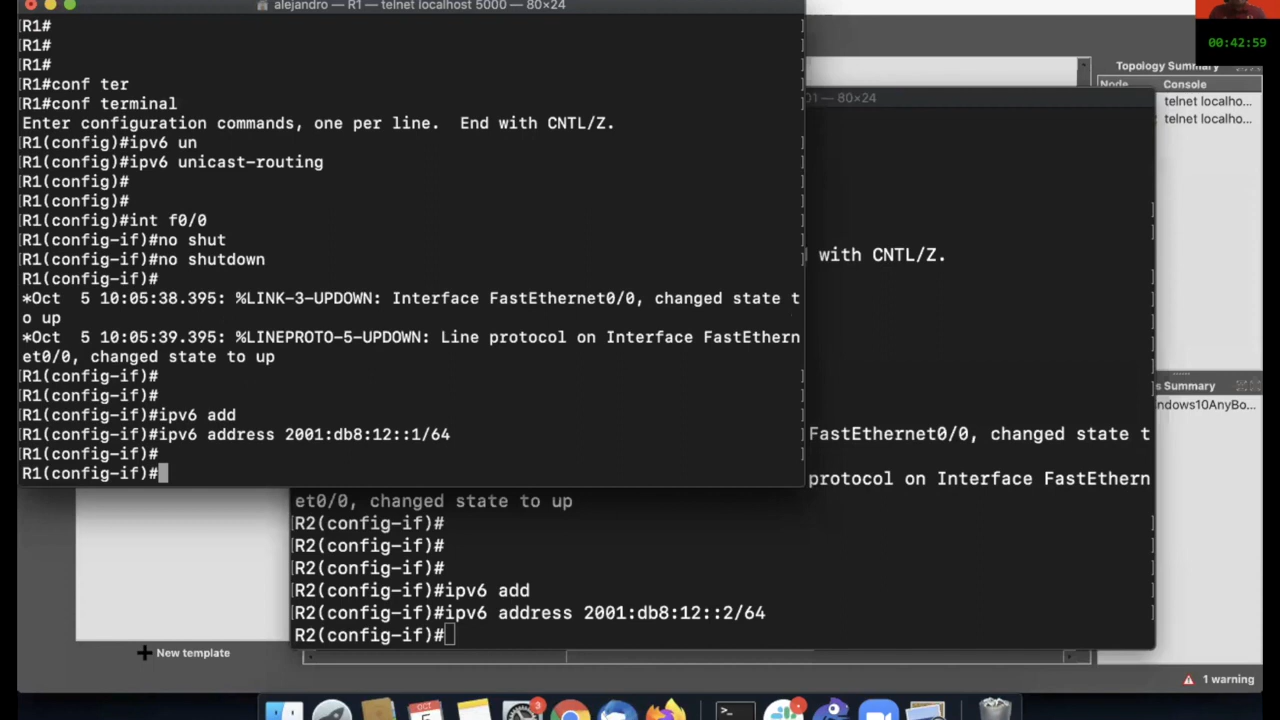 alejandro — R1 — telnet localhost 5000 — 80×24
R1#
R1#
R1#
R1#conf ter
R1#conf terminal
Enter configuration commands, one per line.  End with CNTL/Z.
R1(config)#ipv6 un
R1(config)#ipv6 unicast-routing
R1(config)#
R1(config)#
R1(config)#int f0/0
R1(config-if)#no shut
R1(config-if)#no shutdown
R1(config-if)#
*Oct  5 10:05:38.395: %LINK-3-UPDOWN: Interface FastEthernet0/0, changed state t
o up
*Oct  5 10:05:39.395: %LINEPROTO-5-UPDOWN: Line protocol on Interface FastEthern
et0/0, changed state to up
R1(config-if)#
R1(config-if)#
R1(config-if)#ipv6 add
R1(config-if)#ipv6 address 2001:db8:12::1/64
R1(config-if)#
R1(config-if)#
01 — 80×24
with CNTL/Z.
FastEthernet0/0, changed state t
protocol on Interface FastEthern
et0/0, changed state to up
R2(config-if)#
R2(config-if)#
R2(config-if)#
R2(config-if)#ipv6 add
R2(config-if)#ipv6 address 2001:db8:12::2/64
R2(config-if)#
00:42:59
Topology Summary
Node Console
telnet localho...
telnet localho...
s Summary
ndows10AnyBo...
New template
1 warning
OCT
5
3